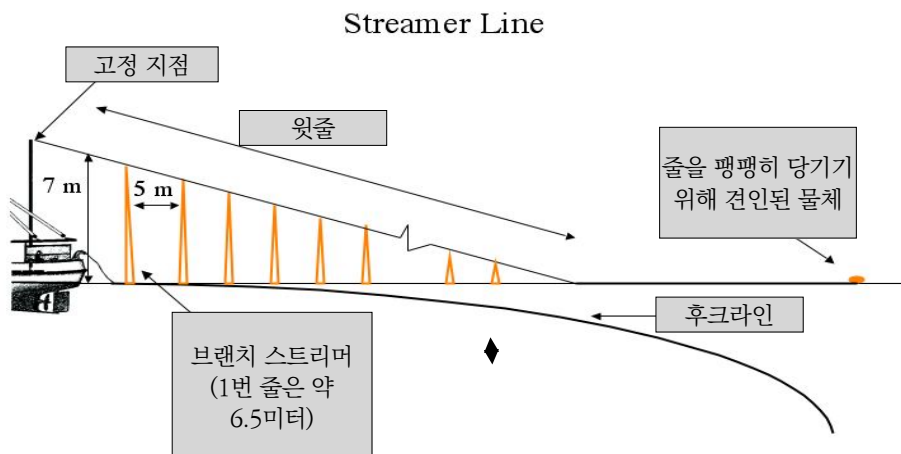 Streamer Line
고정 지점
윗줄
줄을 팽팽히 당기기
위해 견인된 물체
7 m
5 m
후크라인
브랜치 스트리머
(1번 줄은 약
6.5미터)